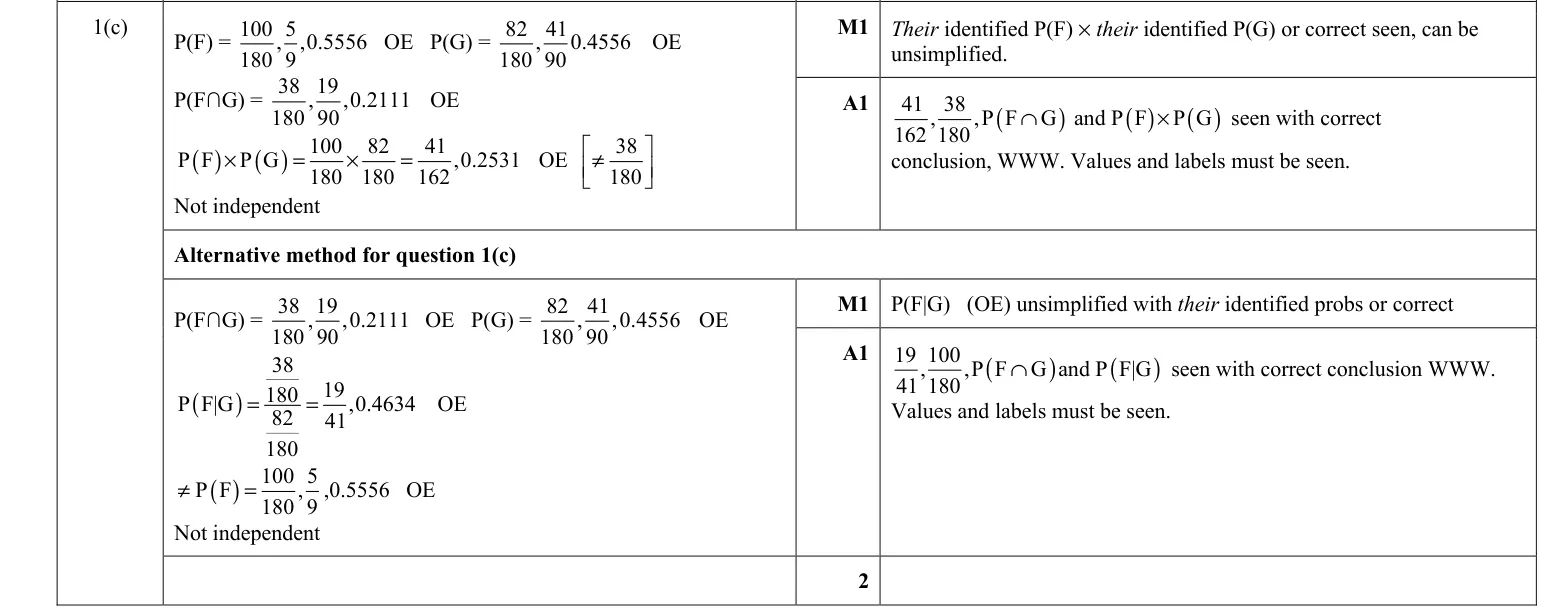 1(c)
P(F) = 100/180, 5/9, 0.5556 OE P(G) = 82/180, 41/90 0.4556 OE
P(F∩G) = 38/180, 19/90, 0.2111 OE
P(F)×P(G) = 100/180 × 82/180 = 41/162, 0.2531 OE [≠ 38/180]
Not independent
M1
Their identified P(F) × their identified P(G) or correct seen, can be
unsimplified.
A1
41/162, 38/180, P(F∩G) and P(F)×P(G) seen with correct
conclusion, WWW. Values and labels must be seen.
Alternative method for question 1(c)
P(F∩G) = 38/180, 19/90, 0.2111 OE P(G) = 82/180, 41/90, 0.4556 OE
P(F|G) = (38/180)/(82/180) = 19/41, 0.4634 OE
≠ P(F) = 100/180, 5/9, 0.5556 OE
Not independent
M1
P(F|G) (OE) unsimplified with their identified probs or correct
A1
19/41, 100/180, P(F∩G) and P(F|G) seen with correct conclusion WWW.
Values and labels must be seen.
2